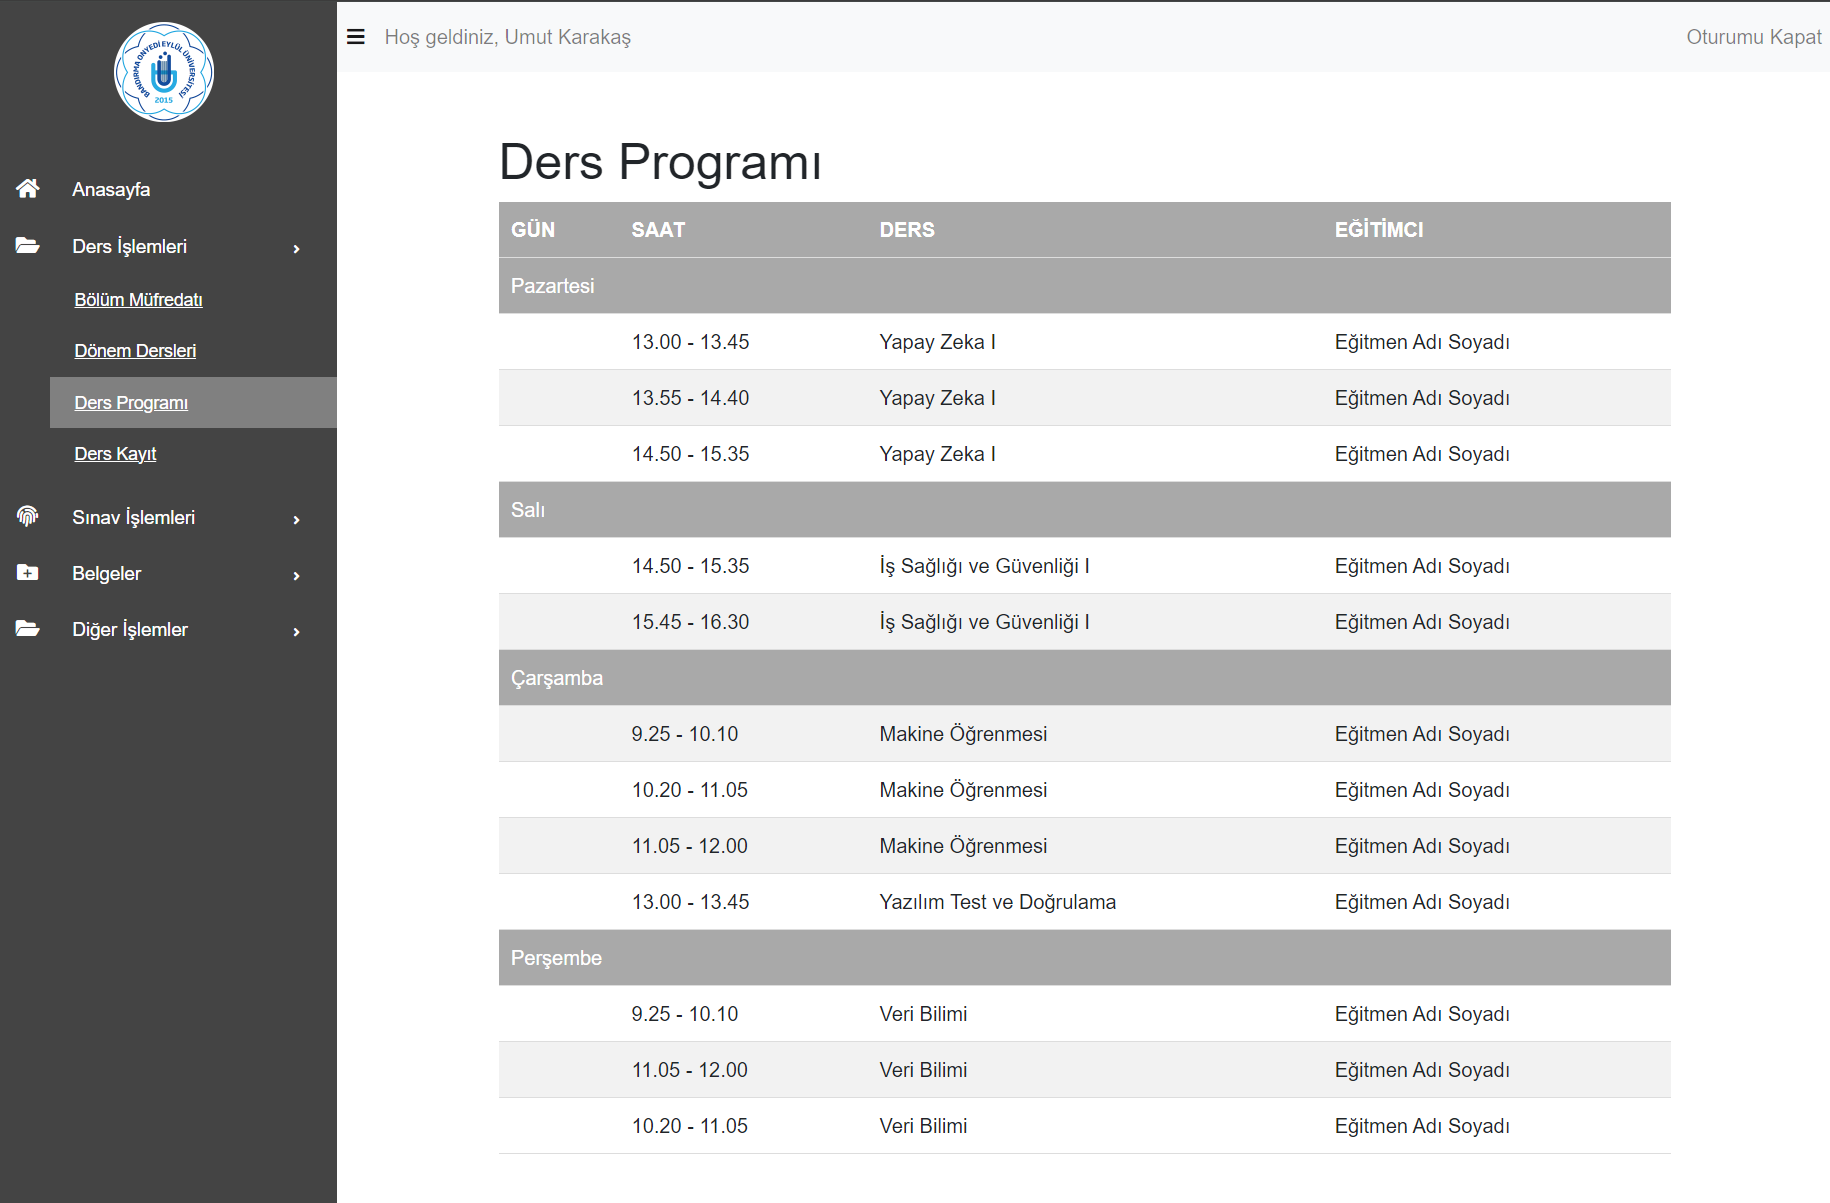 BANDIRMA ONYEDİ EYLÜL ÜNİVERSİTESİ
2015
Hoş geldiniz, Umut Karakaş
Oturumu Kapat
Anasayfa
Ders İşlemleri
Bölüm Müfredatı
Dönem Dersleri
Ders Programı
Ders Kayıt
Sınav İşlemleri
Belgeler
Diğer İşlemler
Ders Programı
GÜN SAAT DERS EĞİTİMCI
Pazartesi
13.00 - 13.45 Yapay Zeka I Eğitmen Adı Soyadı
13.55 - 14.40 Yapay Zeka I Eğitmen Adı Soyadı
14.50 - 15.35 Yapay Zeka I Eğitmen Adı Soyadı
Salı
14.50 - 15.35 İş Sağlığı ve Güvenliği I Eğitmen Adı Soyadı
15.45 - 16.30 İş Sağlığı ve Güvenliği I Eğitmen Adı Soyadı
Çarşamba
9.25 - 10.10 Makine Öğrenmesi Eğitmen Adı Soyadı
10.20 - 11.05 Makine Öğrenmesi Eğitmen Adı Soyadı
11.05 - 12.00 Makine Öğrenmesi Eğitmen Adı Soyadı
13.00 - 13.45 Yazılım Test ve Doğrulama Eğitmen Adı Soyadı
Perşembe
9.25 - 10.10 Veri Bilimi Eğitmen Adı Soyadı
11.05 - 12.00 Veri Bilimi Eğitmen Adı Soyadı
10.20 - 11.05 Veri Bilimi Eğitmen Adı Soyadı